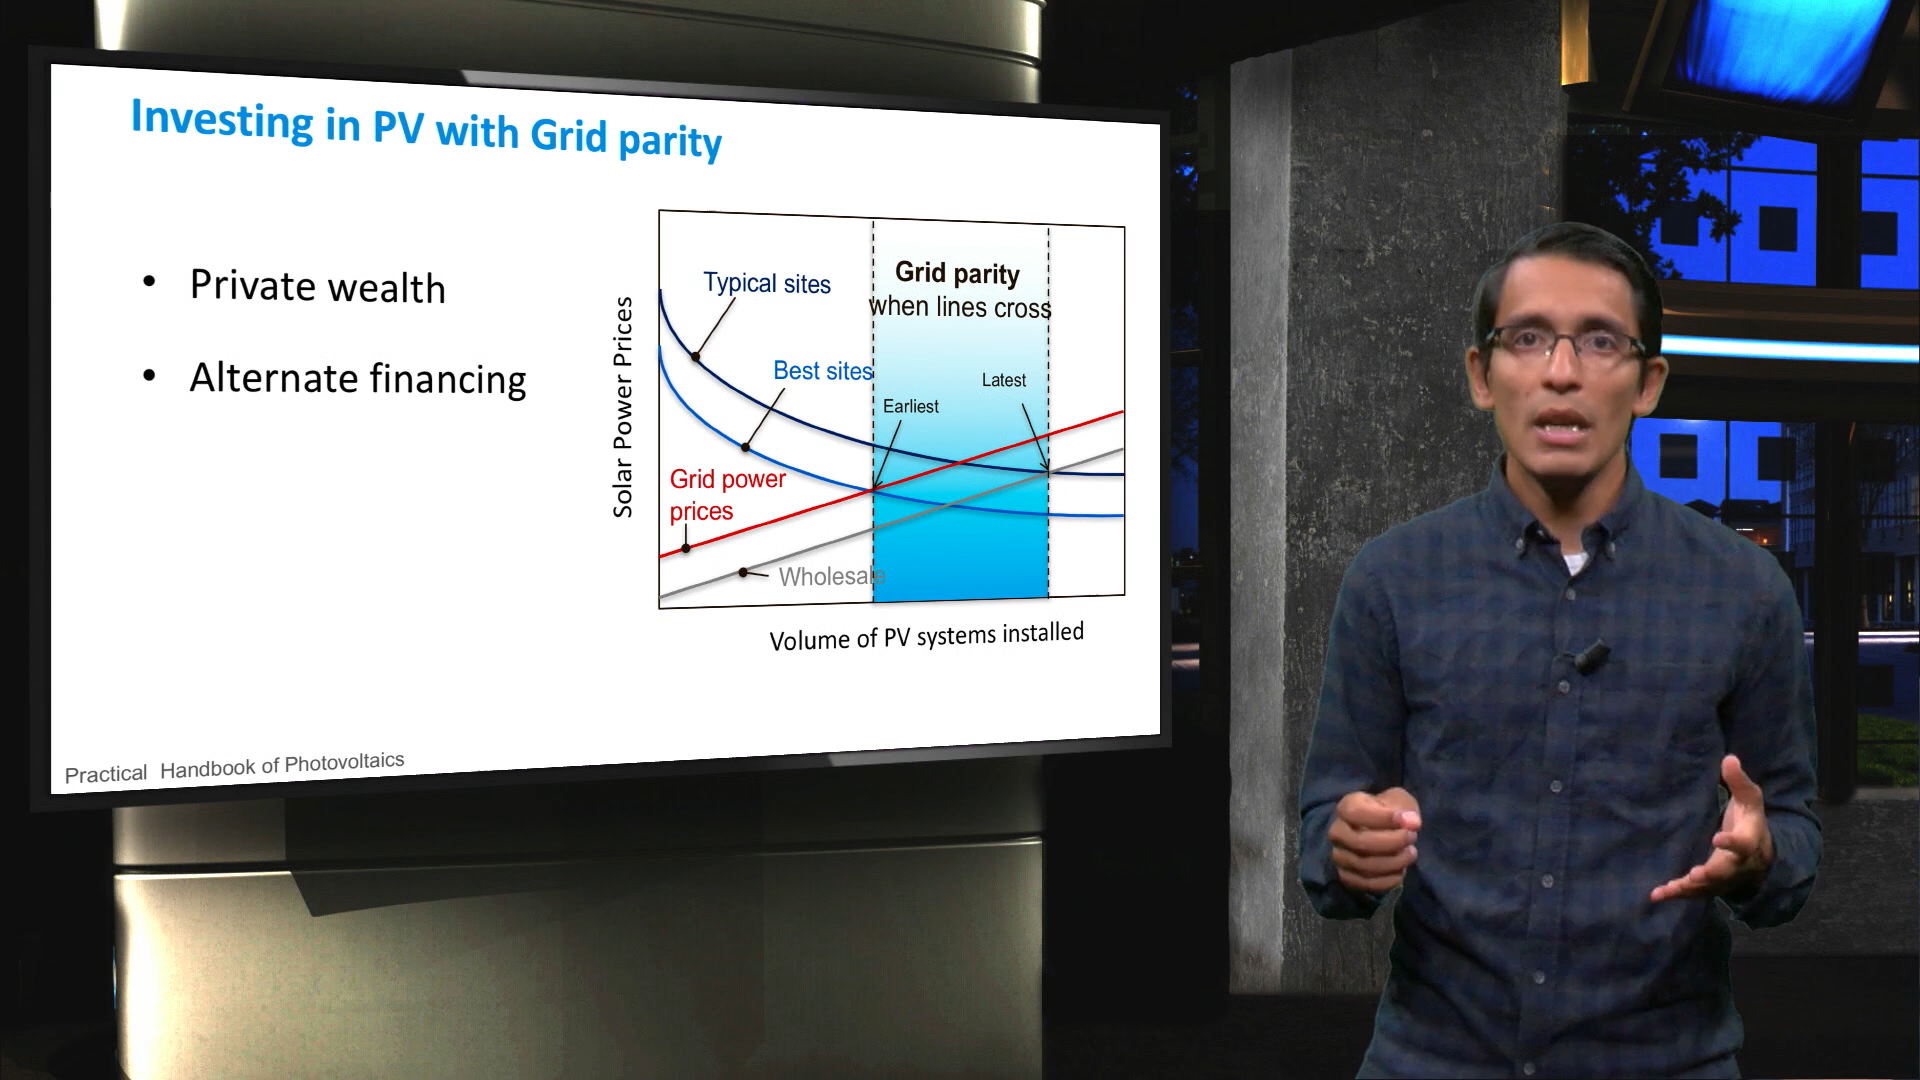 Investing in PV with Grid parity
• Private wealth
• Alternate financing
Solar Power Prices
Typical sites
Grid parity
when lines cross
Best sites
Latest
Earliest
Grid power
prices
Wholesale
Volume of PV systems installed
Practical Handbook of Photovoltaics